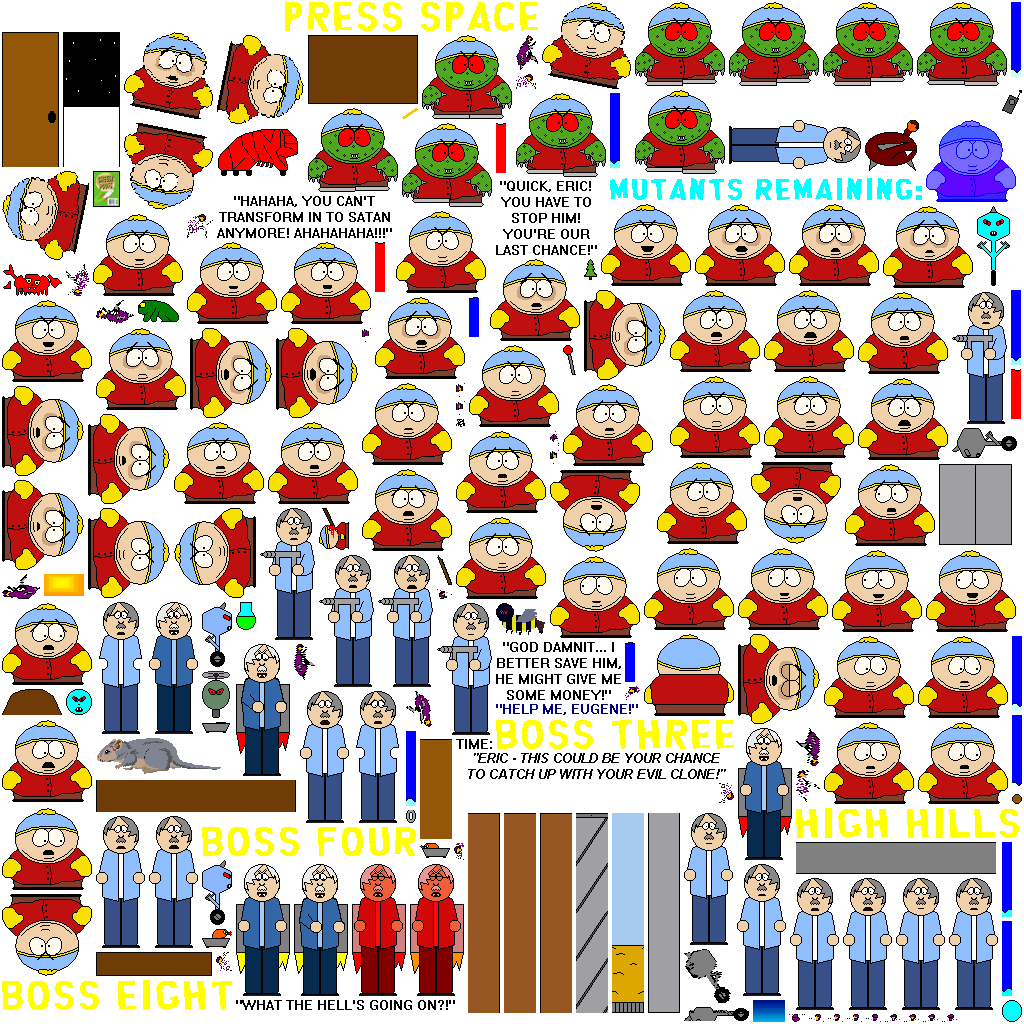 PRESS SPACE
"QUICK, ERIC!
YOU HAVE TO
STOP HIM!
YOU'RE OUR
LAST CHANCE!"
MUTANTS REMAINING:
"HAHAHA, YOU CAN'T
TRANSFORM IN TO SATAN
ANYMORE! AHAHAHAHA!!!"
"GOD DAMNIT... I
BETTER SAVE HIM,
HE MIGHT GIVE ME
SOME MONEY!"
"HELP ME, EUGENE!"
TIME:
BOSS THREE
"ERIC - THIS COULD BE YOUR CHANCE
TO CATCH UP WITH YOUR EVIL CLONE!"
HIGH HILLS
BOSS FOUR
BOSS EIGHT
"WHAT THE HELL'S GOING ON?!"